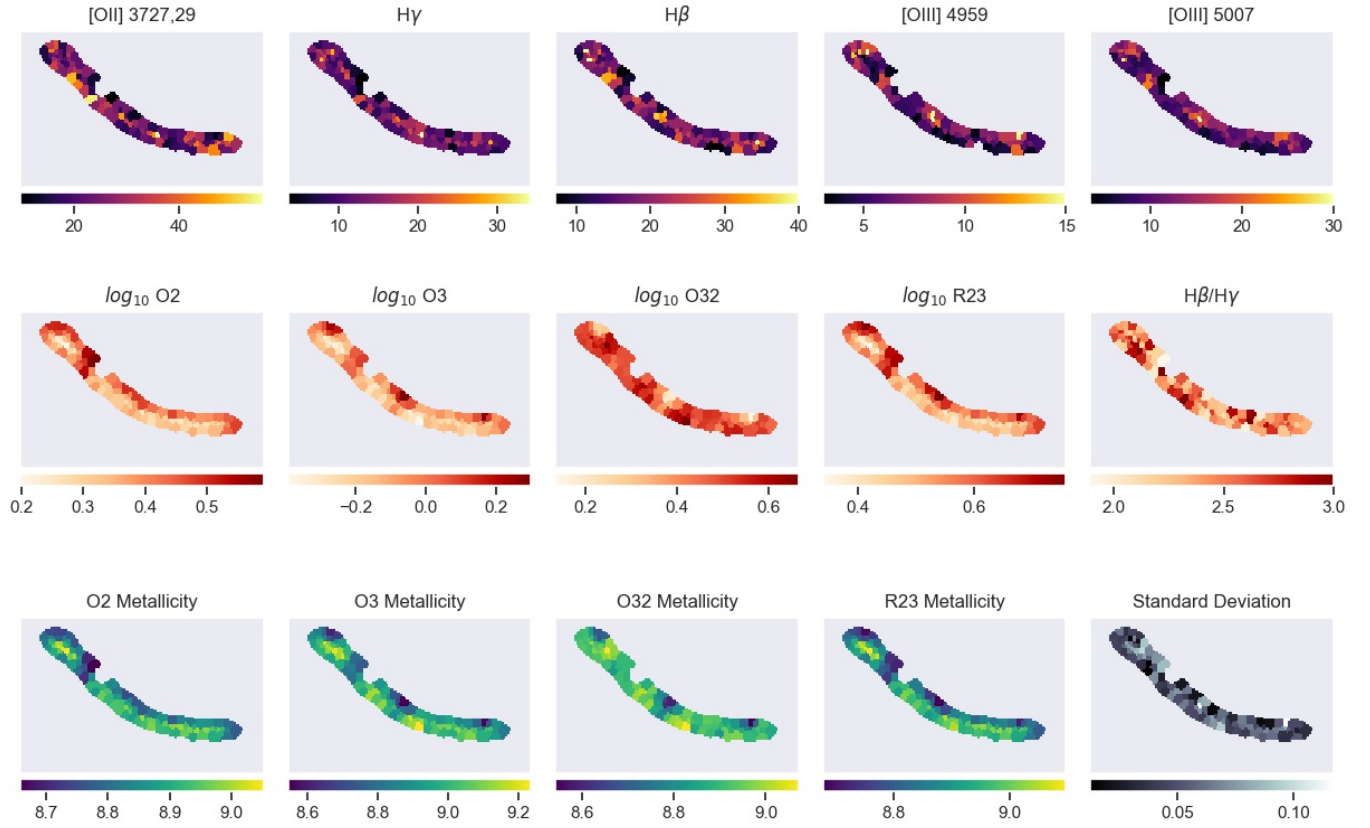 [OII] 3727,29 Hγ Hβ [OIII] 4959 [OIII] 5007
20 40 10 20 30 10 20 30 40 5 10 15 10 20 30
log₁₀ O2 log₁₀ O3 log₁₀ O32 log₁₀ R23 Hβ/Hγ
0.2 0.3 0.4 0.5 −0.2 0.0 0.2 0.2 0.4 0.6 0.4 0.6 2.0 2.5 3.0
O2 Metallicity O3 Metallicity O32 Metallicity R23 Metallicity Standard Deviation
8.7 8.8 8.9 9.0 8.6 8.8 9.0 9.2 8.6 8.8 9.0 8.8 9.0 0.05 0.10